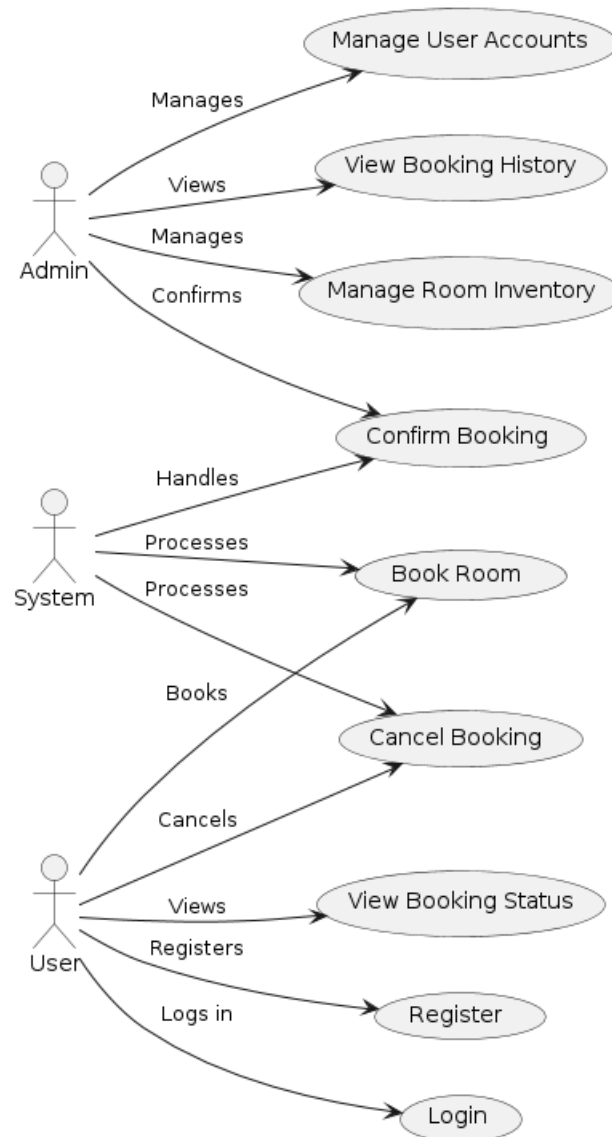 Manage User Accounts
Manages
View Booking History
Views
Manages
Admin
Manage Room Inventory
Confirms
Confirm Booking
Handles
Processes
Book Room
System
Processes
Books
Cancel Booking
Cancels
View Booking Status
Views
Registers
User
Register
Logs in
Login